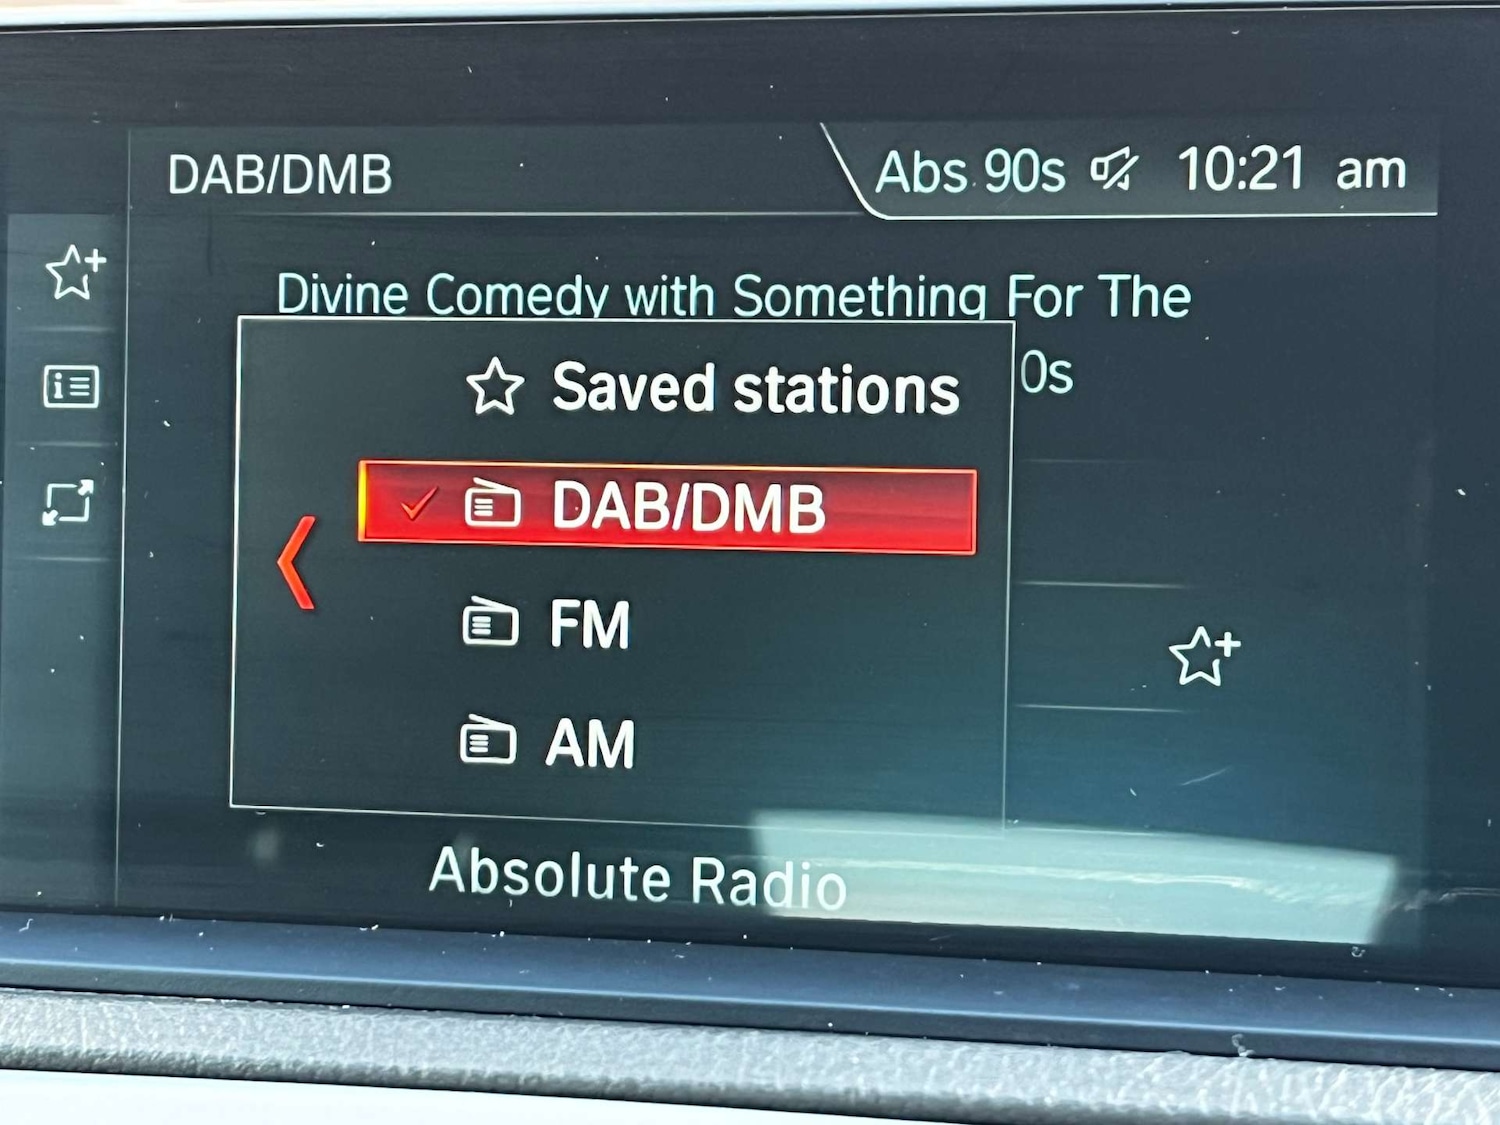 DAB/DMB
Abs 90s 10:21 am
Divine Comedy with Something For The
0s
Saved stations
DAB/DMB
FM
AM
Absolute Radio